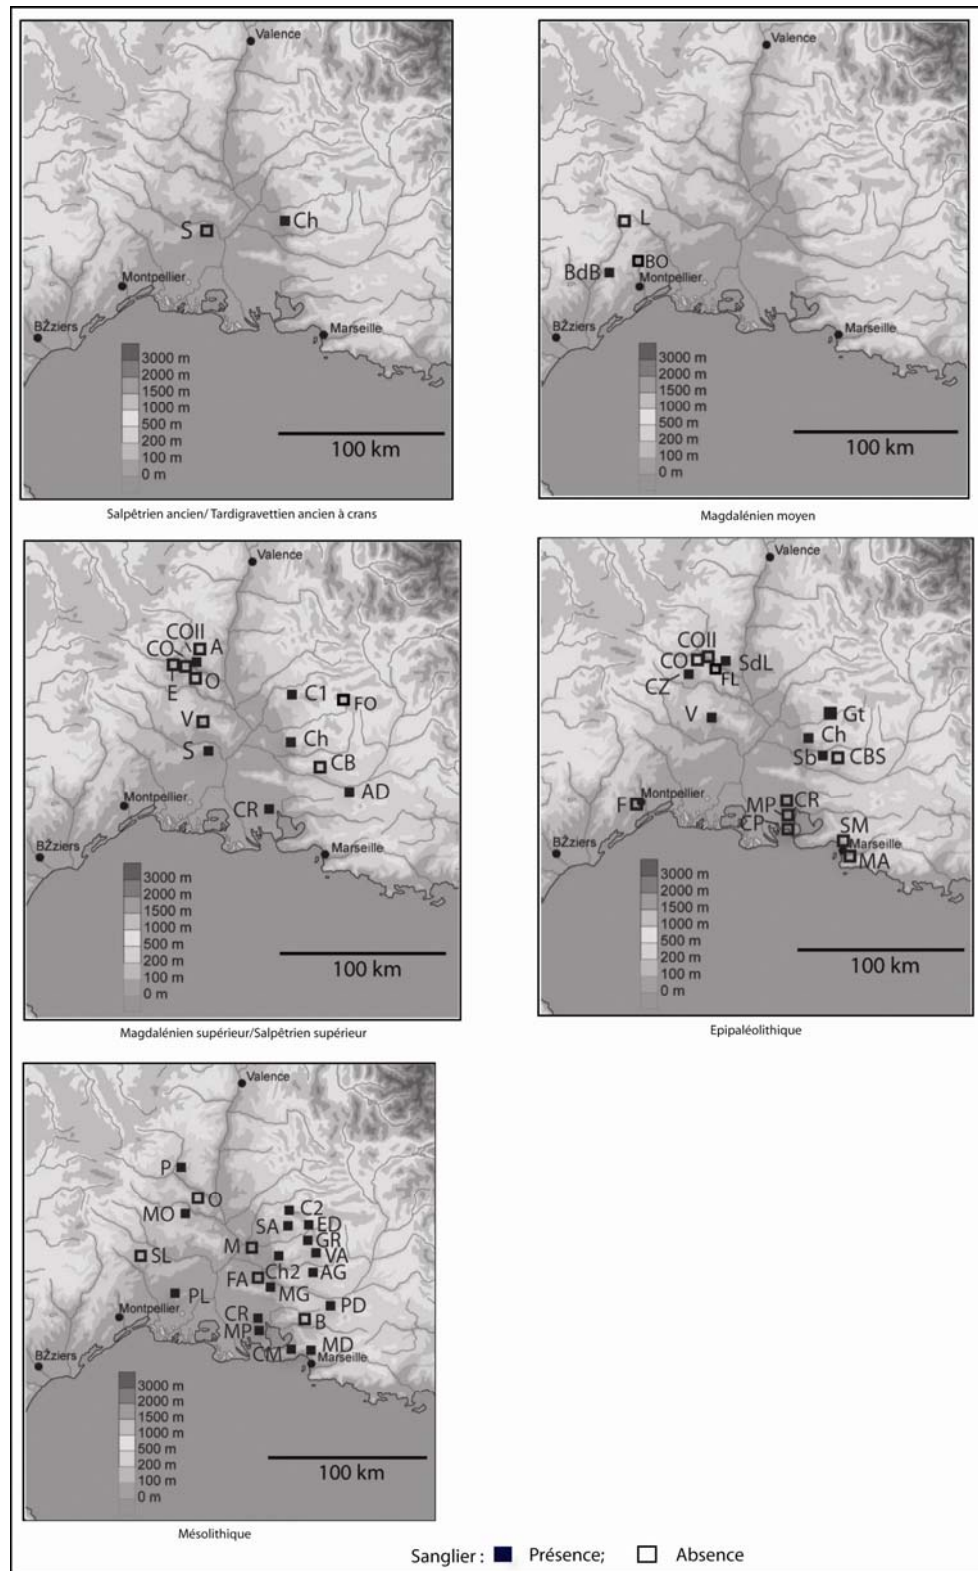 Valence
S
Ch
Montpellier
BŽziers
Marseille
3000 m
2000 m
1500 m
1000 m
500 m
200 m
100 m
0 m
100 km
Salpêtrien ancien/ Tardigravettien ancien à crans
Valence
L
BO
BdB
Montpellier
BŽziers
Marseille
3000 m
2000 m
1500 m
1000 m
500 m
200 m
100 m
0 m
100 km
Magdalénien moyen
Valence
COII
CO
A
E
O
C1
FO
V
S
Ch
CB
AD
CR
Montpellier
BŽziers
Marseille
3000 m
2000 m
1500 m
1000 m
500 m
200 m
100 m
0 m
100 km
Magdalénien supérieur/Salpêtrien supérieur
Valence
COII
CO
SdL
CZ
FL
V
Gt
Ch
Sb
CBS
Montpellier
F
MP
CR
CP
SM
BŽziers
Marseille
MA
3000 m
2000 m
1500 m
1000 m
500 m
200 m
100 m
0 m
100 km
Epipaléolithique
Valence
P
O
MO
C2
SA
ED
GR
M
VA
SL
Ch2
FA
AG
MG
PL
PD
CR
B
MP
CM
MD
Montpellier
BŽziers
Marseille
3000 m
2000 m
1500 m
1000 m
500 m
200 m
100 m
0 m
100 km
Mésolithique
Sanglier : Présence; Absence